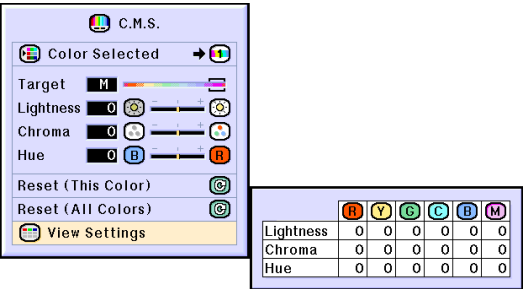 C.M.S.
Color Selected 1
Target M
Lightness 0 − +
Chroma 0 − +
Hue 0 B − + R
Reset (This Color)
Reset (All Colors)
View Settings
R Y G C B M
Lightness 0 0 0 0 0 0
Chroma 0 0 0 0 0 0
Hue 0 0 0 0 0 0